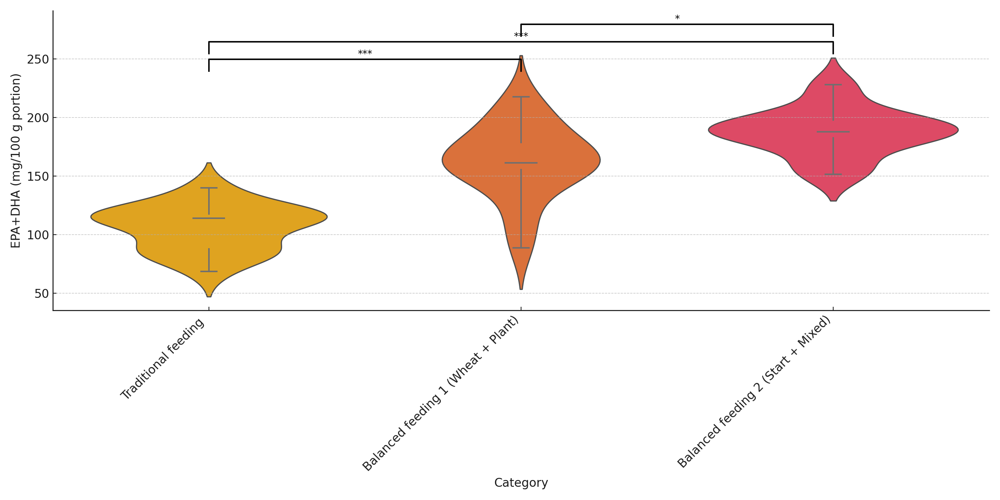 *
***
***
EPA+DHA (mg/100 g portion)
250
200
150
100
50
Traditional feeding
Balanced feeding 1 (Wheat + Plant)
Balanced feeding 2 (Start + Mixed)
Category